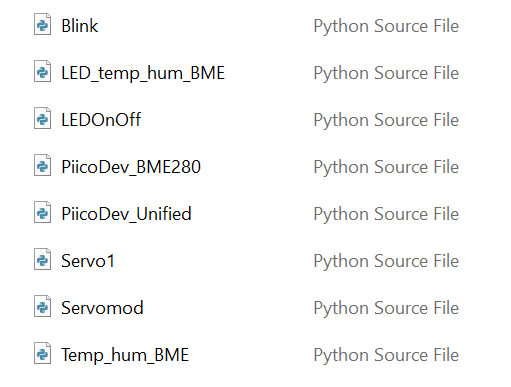 Blink Python Source File
LED_temp_hum_BME Python Source File
LEDOnOff Python Source File
PiicoDev_BME280 Python Source File
PiicoDev_Unified Python Source File
Servo1 Python Source File
Servomod Python Source File
Temp_hum_BME Python Source File